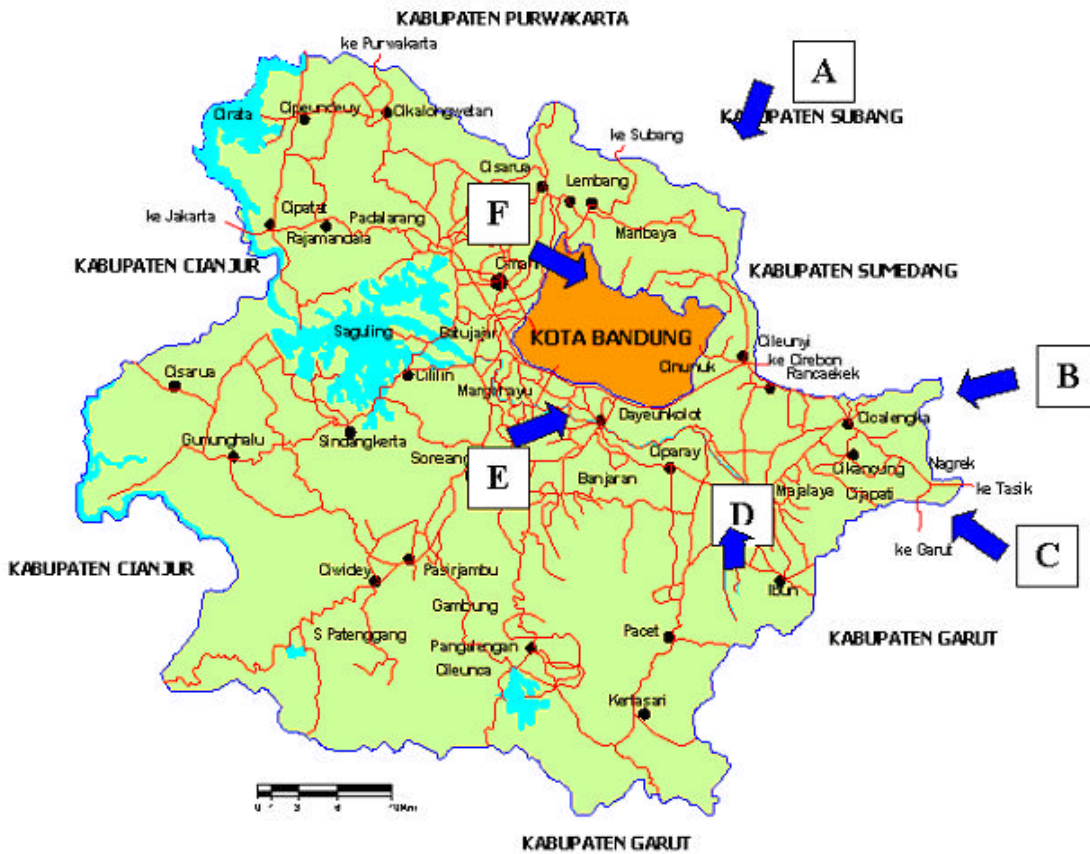 KABUPATEN PURWAKARTA
ke Purwakarta
A
Cirata
Cipeundeuy
Cikalongwetan
KABUPATEN SUBANG
ke Subang
Cisarua
Lembang
F
ke Jakarta
Cipatat
Padalarang
Rajamandala
Maribaya
KABUPATEN CIANJUR
KABUPATEN SUMEDANG
Saguling
Batujajar
KOTA BANDUNG
Cileunyi
ke Cirebon
Cinunuk
Rancaekek
Cisarua
Cililin
Margahayu
B
Dayeuhkolot
Cicalengka
Gununghalu
Sindangkerta
Soreang
E
Ciparay
Cikancung
Nagrek
Banjaran
Majalaya
Cijapati
ke Tasik
D
ke Garut
C
KABUPATEN CIANJUR
Ciwidey
Pasirjambu
Ibun
Gambung
S Patenggang
Pacet
KABUPATEN GARUT
Pangalengan
Cileunca
Kertasari
KABUPATEN GARUT